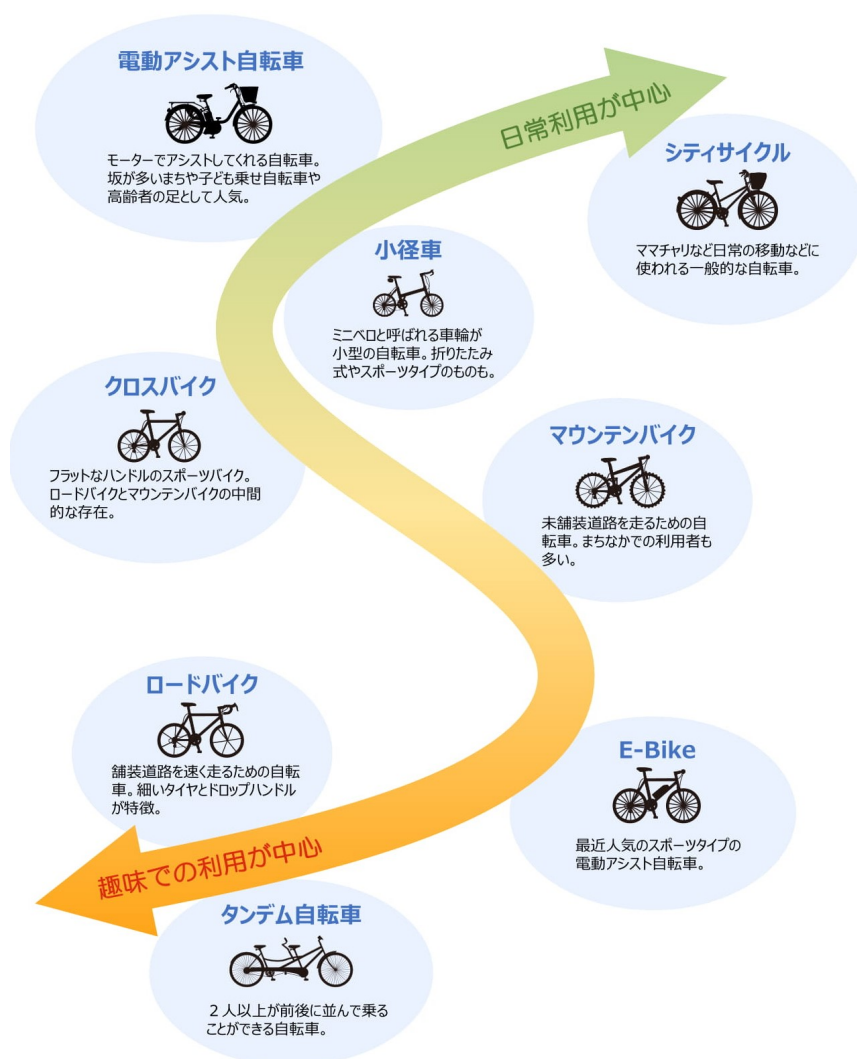 電動アシスト自転車
モーターでアシストしてくれる自転車。
坂が多いまちや子ども乗せ自転車や
高齢者の足として人気。
日常利用が中心
シティサイクル
ママチャリなど日常の移動などに
使われる一般的な自転車。
小径車
ミニベロと呼ばれる車輪が
小型の自転車。折りたたみ
式やスポーツタイプのものも。
クロスバイク
フラットなハンドルのスポーツバイク。
ロードバイクとマウンテンバイクの中間
的な存在。
マウンテンバイク
未舗装道路を走るための自
転車。まちなかでの利用者も
多い。
ロードバイク
舗装道路を速く走るための自転
車。細いタイヤとドロップハンドル
が特徴。
E-Bike
最近人気のスポーツタイプの
電動アシスト自転車。
趣味での利用が中心
タンデム自転車
２人以上が前後に並んで乗る
ことができる自転車。